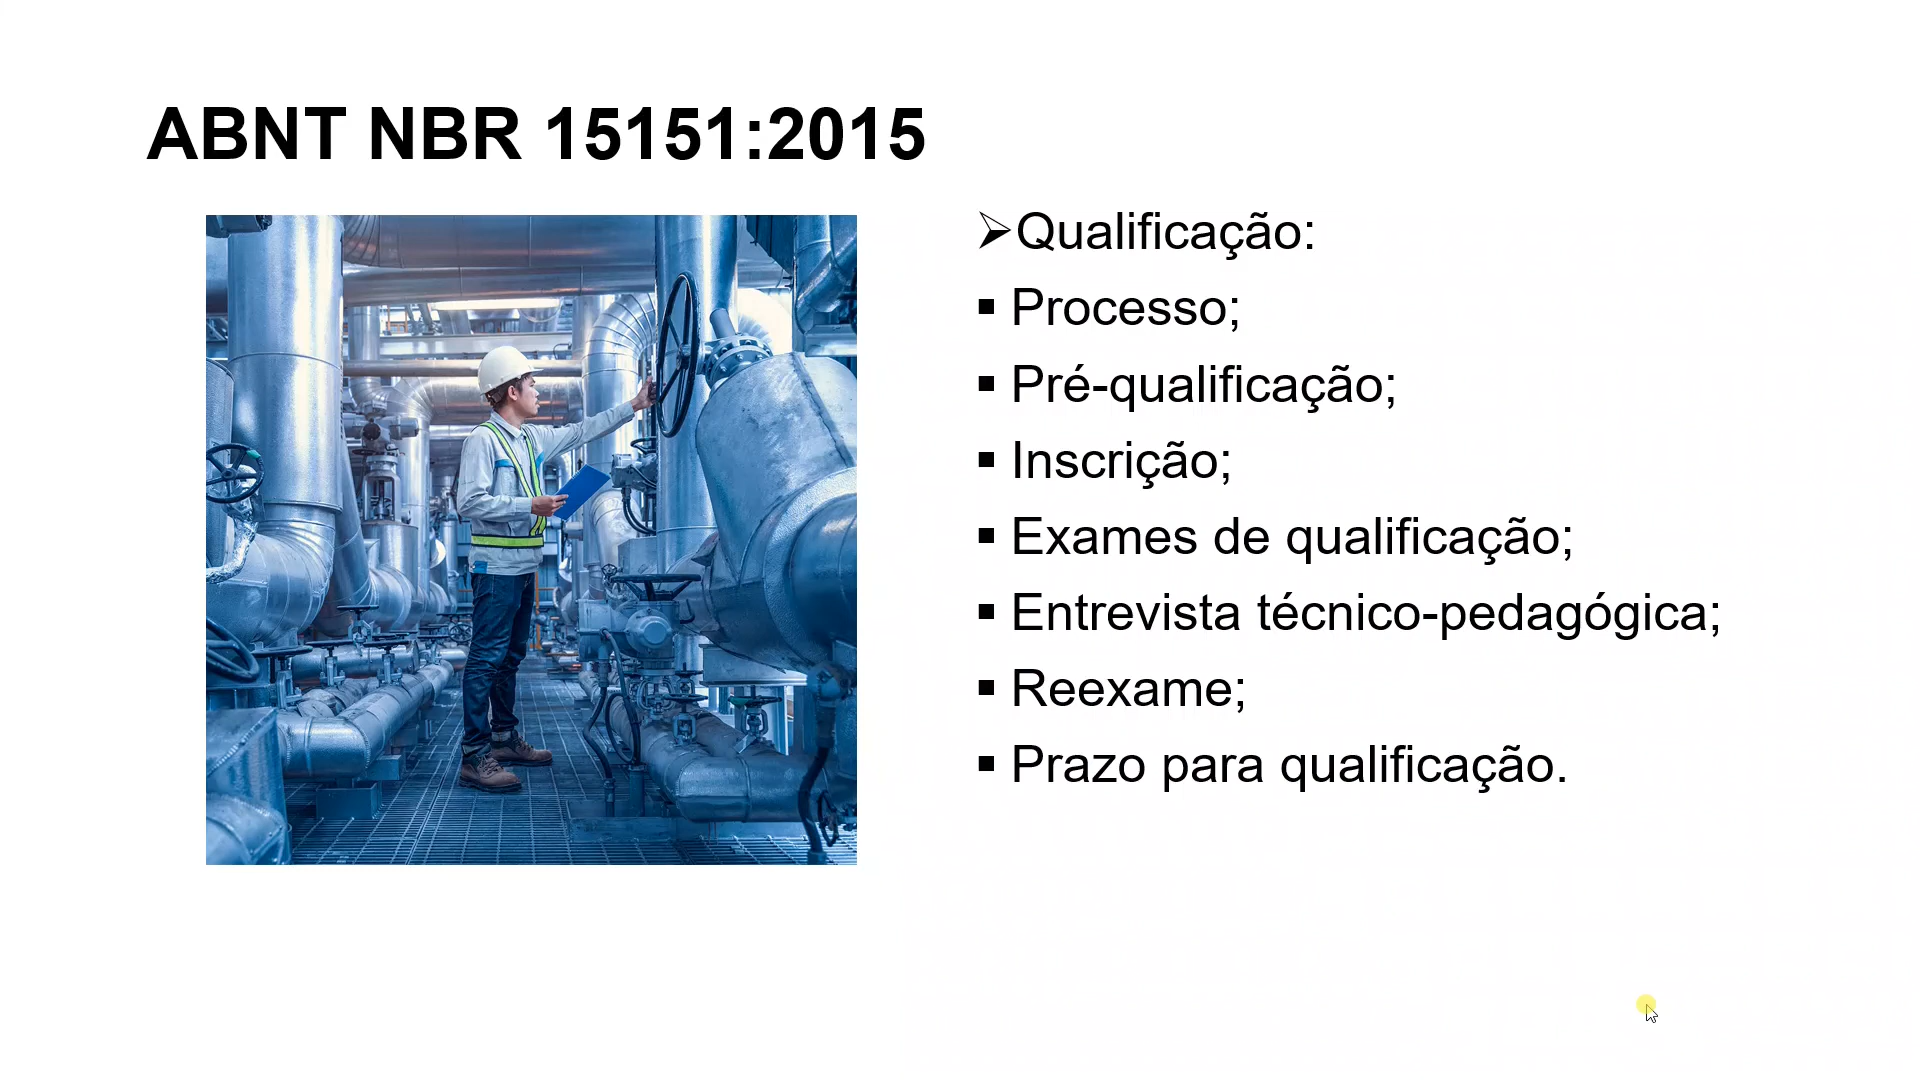 ABNT NBR 15151:2015
➢Qualificação:
▪ Processo;
▪ Pré-qualificação;
▪ Inscrição;
▪ Exames de qualificação;
▪ Entrevista técnico-pedagógica;
▪ Reexame;
▪ Prazo para qualificação.